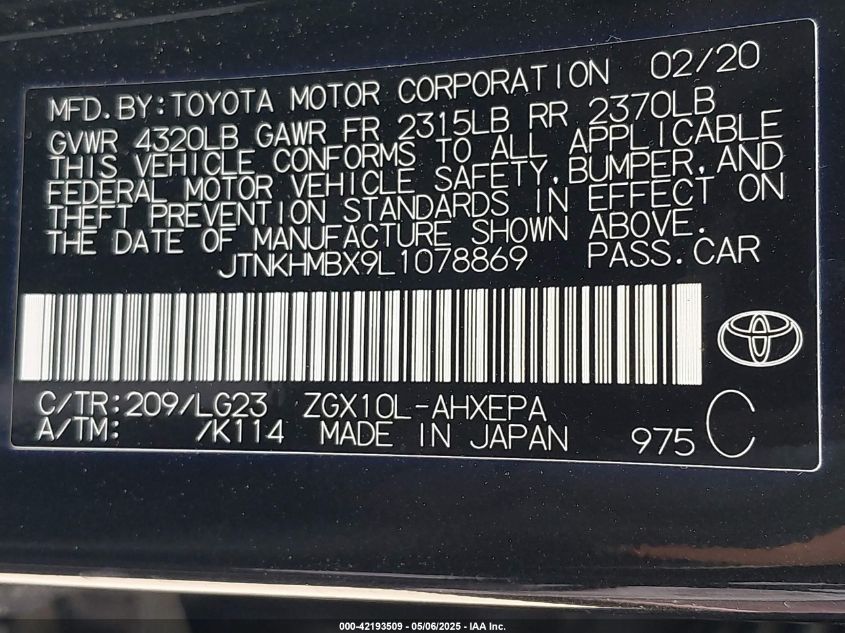 MFD.BY:TOYOTA MOTOR CORPORATION 02/20
GVWR 4320LB GAWR FR 2315LB RR 2370LB
THIS VEHICLE CONFORMS TO ALL APPLICABLE
FEDERAL MOTOR VEHICLE SAFETY,BUMPER,AND
THEFT PREVENTION STANDARDS IN EFFECT ON
THE DATE OF MANUFACTURE SHOWN ABOVE.
JTNKHMBX9L1078869 PASS.CAR
C/TR:209/LG23 ZGX10L-AHXEPA
A/TM: /K114 MADE IN JAPAN 975 C
000-42193509 - 05/06/2025 - IAA Inc.